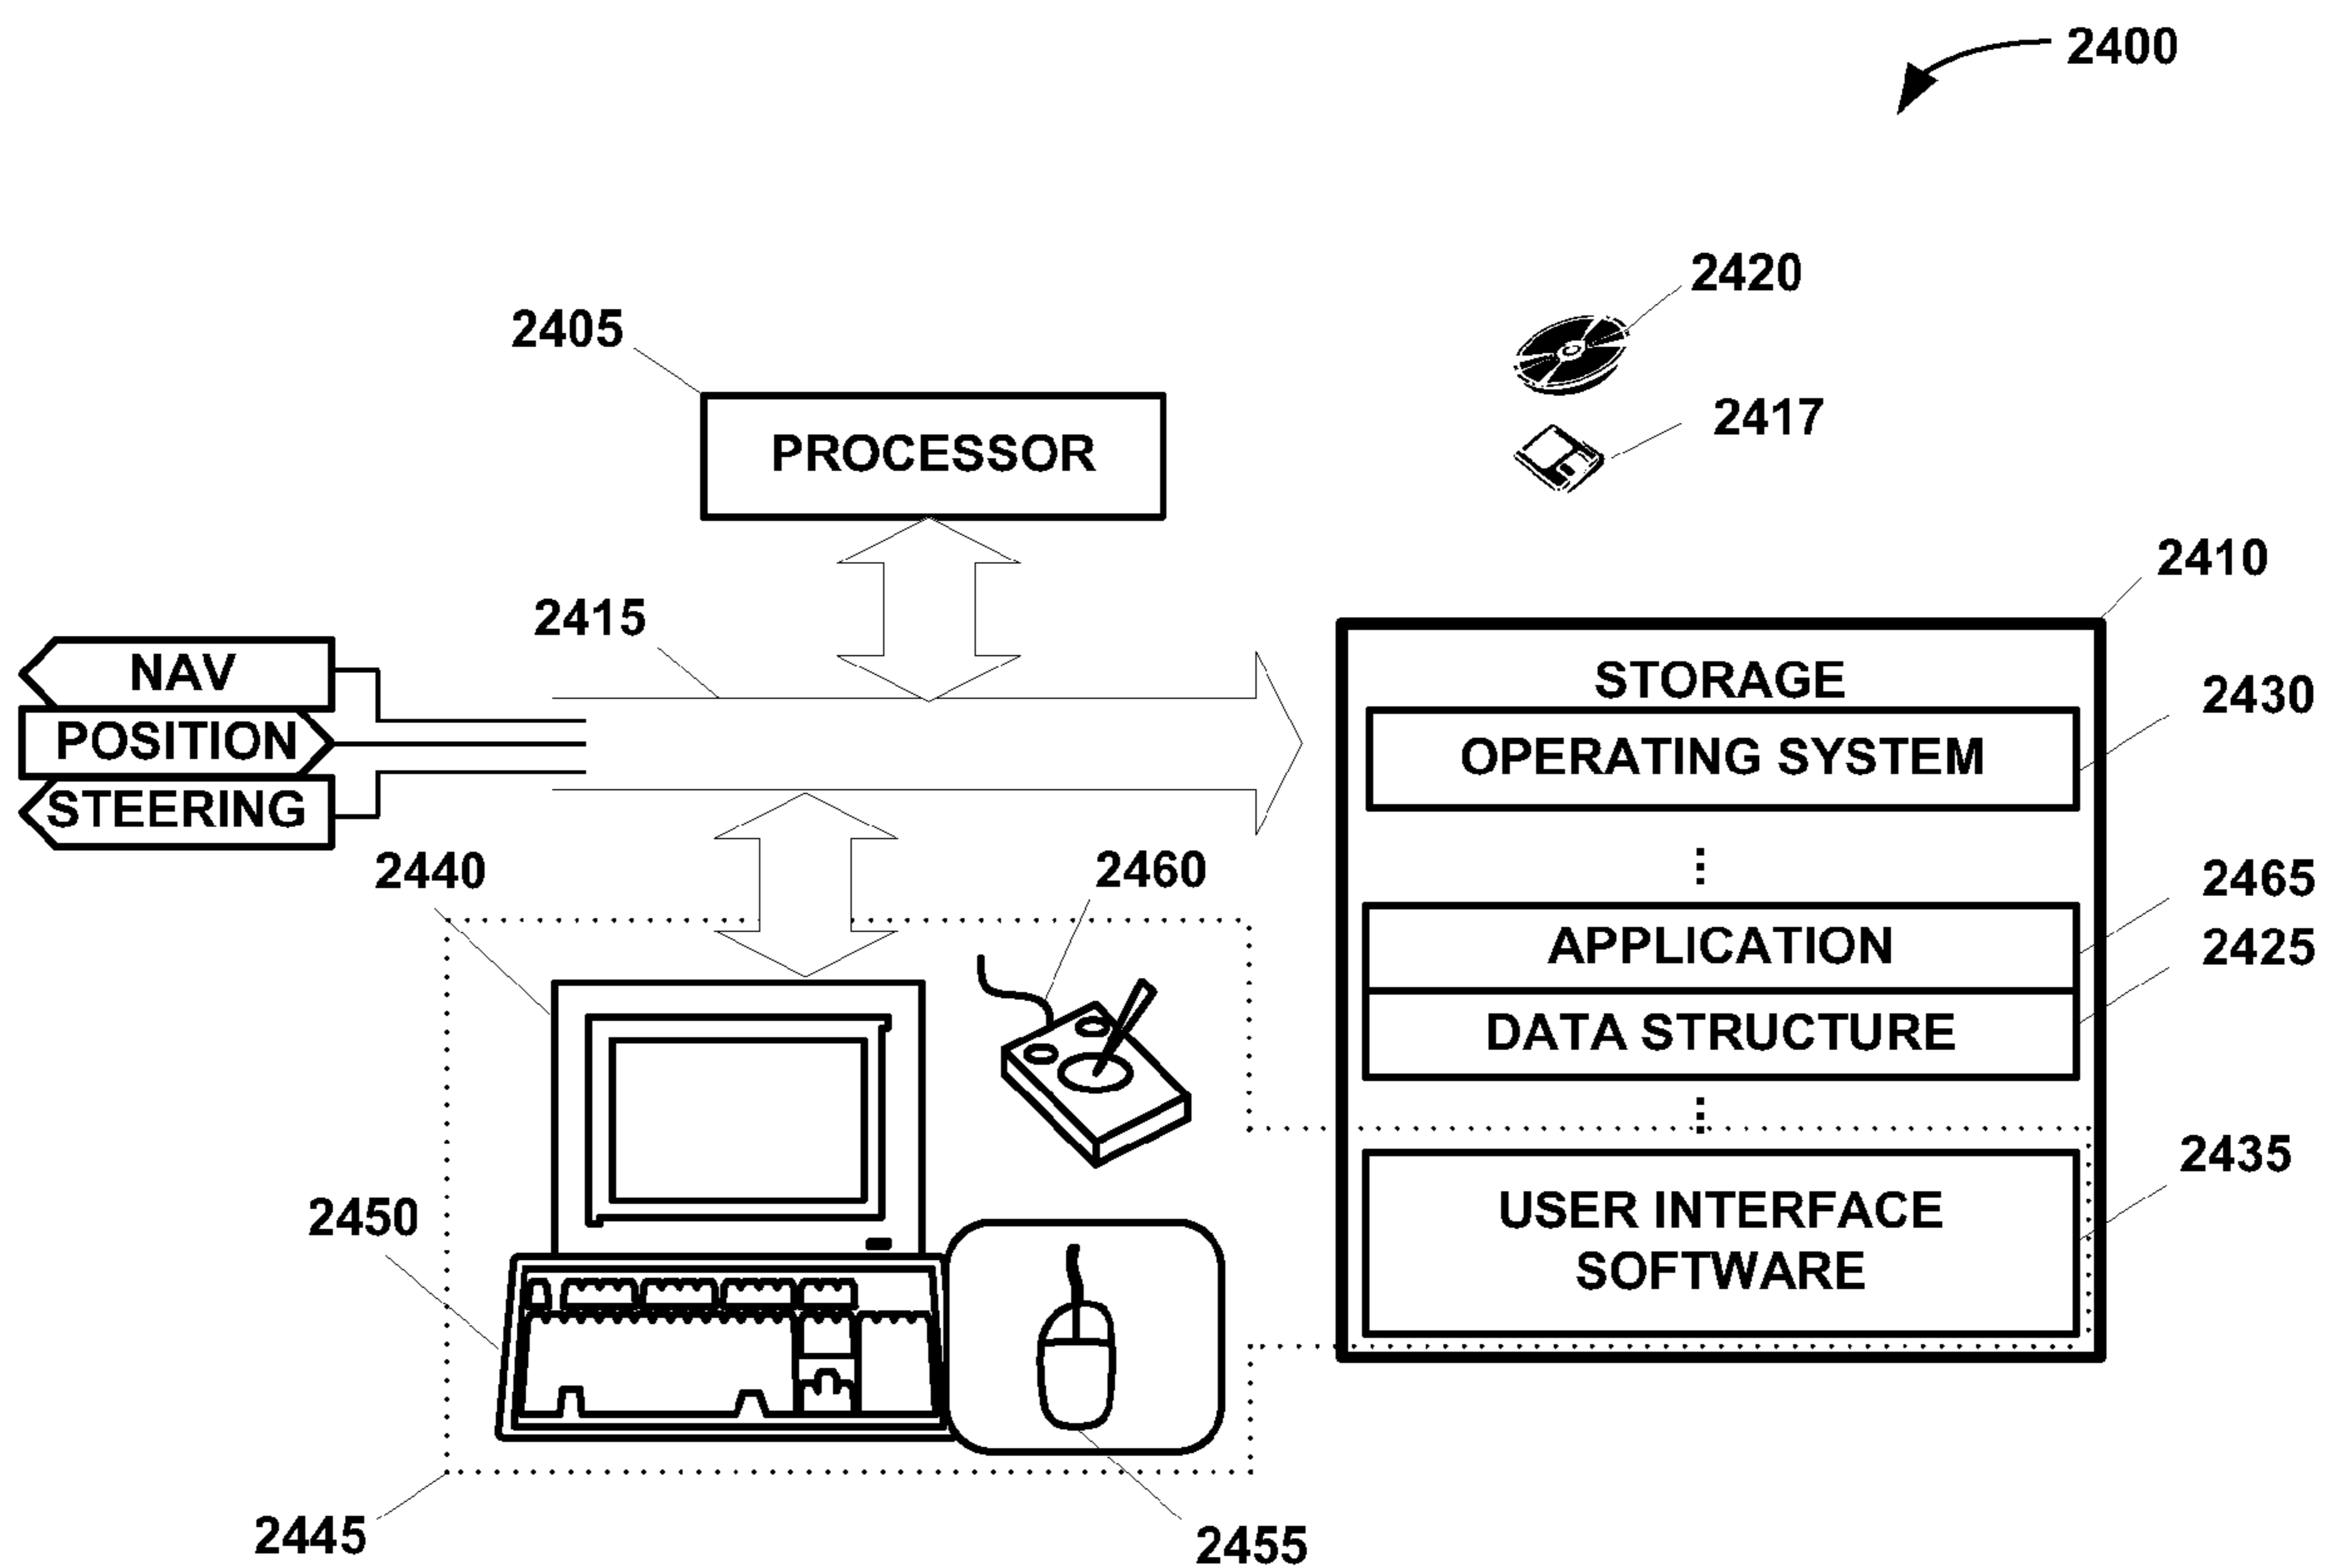 2400
2420
2405
2417
PROCESSOR
2410
2415
NAV
STORAGE
2430
POSITION
OPERATING SYSTEM
STEERING
2440
2460
2465
APPLICATION
2425
DATA STRUCTURE
2435
2450
USER INTERFACE
SOFTWARE
2445
2455